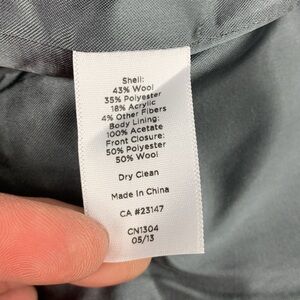 Shell:
43% Wool
35% Polyester
18% Acrylic
4% Other Fibers
Body Lining:
100% Acetate
Front Closure:
50% Polyester
50% Wool
Dry Clean
Made in China
CA #23147
CN1304
05/13